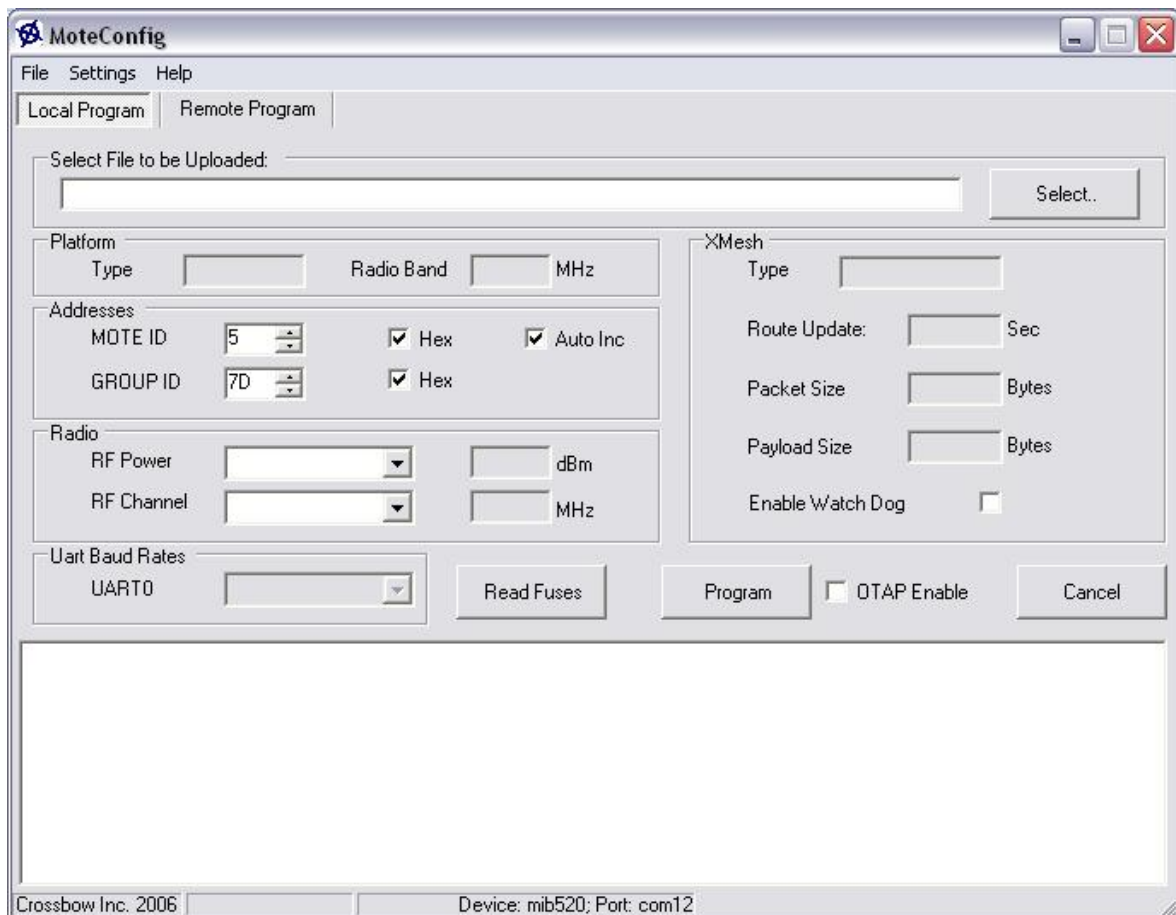 MoteConfig
File Settings Help
Local Program Remote Program
Select File to be Uploaded:
Select..
Platform
Type Radio Band MHz
Addresses
MOTE ID 5 Hex Auto Inc
GROUP ID 7D Hex
Radio
RF Power dBm
RF Channel MHz
XMesh
Type
Route Update: Sec
Packet Size Bytes
Payload Size Bytes
Enable Watch Dog
Uart Baud Rates
UART0
Read Fuses Program OTAP Enable Cancel
Crossbow Inc. 2006 Device: mib520; Port: com12